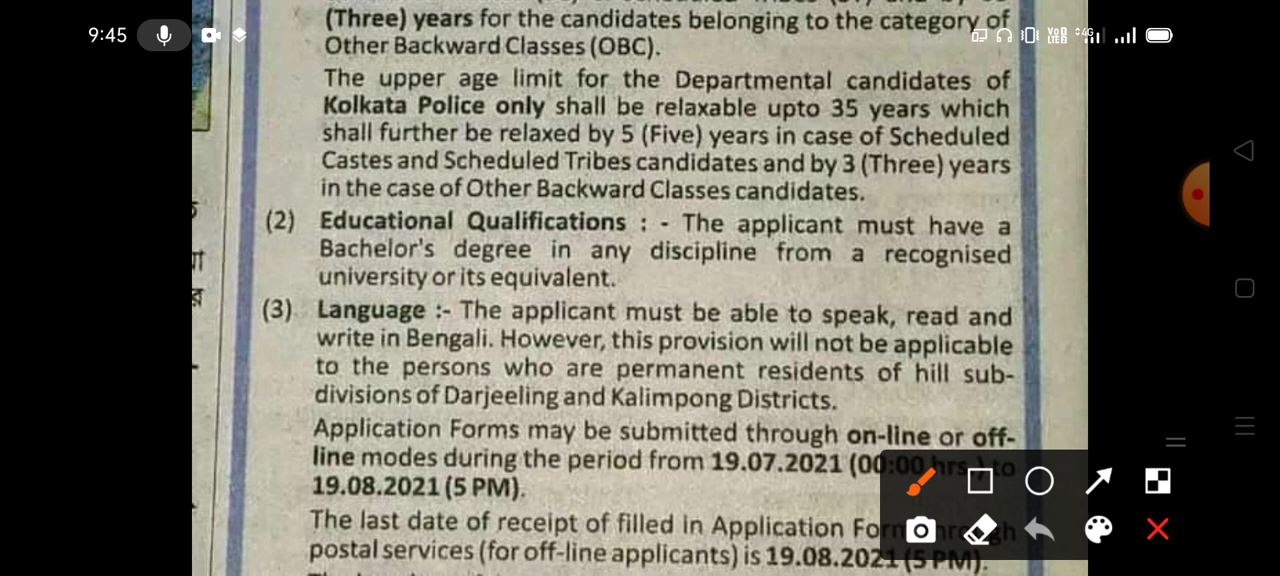 9:45
VoD
LTED
4G
(Three) years for the candidates belonging to the category of
Other Backward Classes (OBC).
The upper age limit for the Departmental candidates of
Kolkata Police only shall be relaxable upto 35 years which
shall further be relaxed by 5 (Five) years in case of Scheduled
Castes and Scheduled Tribes candidates and by 3 (Three) years
in the case of Other Backward Classes candidates.
(2) Educational Qualifications : - The applicant must have a
Bachelor's degree in any discipline from a recognised
university or its equivalent.
(3) Language :- The applicant must be able to speak, read and
write in Bengali. However, this provision will not be applicable
to the persons who are permanent residents of hill sub-
divisions of Darjeeling and Kalimpong Districts.
Application Forms may be submitted through on-line or off-
line modes during the period from 19.07.2021 (00:00 hrs.) to
19.08.2021 (5 PM).
The last date of receipt of filled in Application Form through
postal services (for off-line applicants) is 19.08.2021 (5 PM).